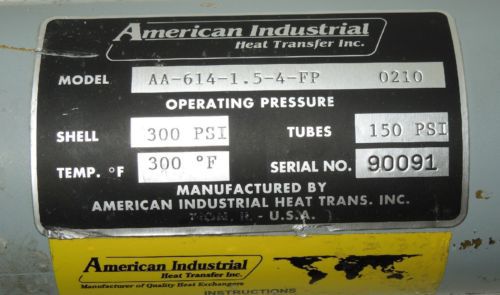 American Industrial
Heat Transfer Inc.
MODEL AA-614-1.5-4-FP 0210
OPERATING PRESSURE
SHELL 300 PSI TUBES 150 PSI
TEMP. °F 300 °F SERIAL NO. 90091
MANUFACTURED BY
AMERICAN INDUSTRIAL HEAT TRANS. INC.
ZION, IL - U.S.A.
American Industrial
Heat Transfer Inc.
Manufacturer of Quality Heat Exchangers
INSTRUCTIONS